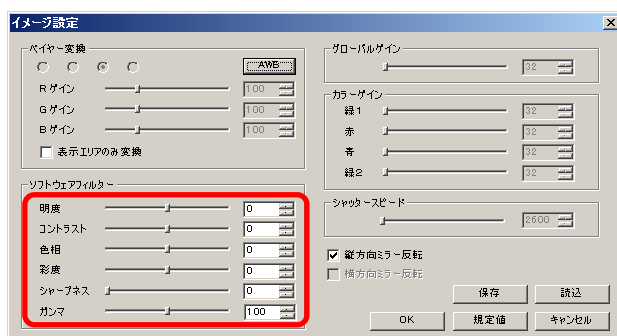 イメージ設定
ベイヤー変換
AWB
Rゲイン 100
Gゲイン 100
Bゲイン 100
表示エリアのみ変換
ソフトウェアフィルター
明度 0
コントラスト 0
色相 0
彩度 0
シャープネス 0
ガンマ 100
グローバルゲイン
32
カラーゲイン
緑1 32
赤 32
青 32
緑2 32
シャッタースピード
2600
縦方向ミラー反転
横方向ミラー反転
保存 読込
OK 規定値 キャンセル